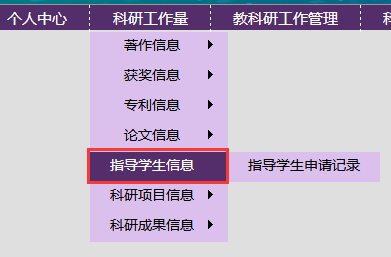 个人中心 科研工作量 教科研工作管理
著作信息
获奖信息
专利信息
论文信息
指导学生信息 指导学生申请记录
科研项目信息
科研成果信息